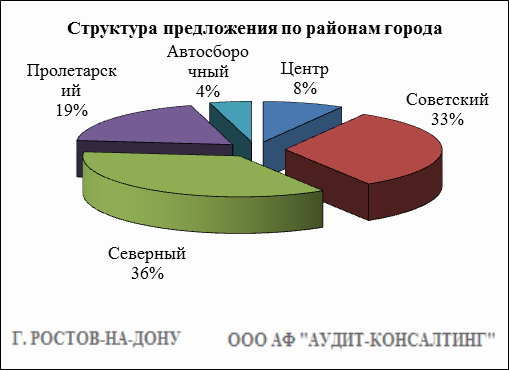 Структура предложения по районам города
Автосборо
чный
4%
Центр
8%
Пролетарск
ий
19%
Советский
33%
Северный
36%
Г. РОСТОВ-НА-ДОНУ
ООО АФ "АУДИТ-КОНСАЛТИНГ"